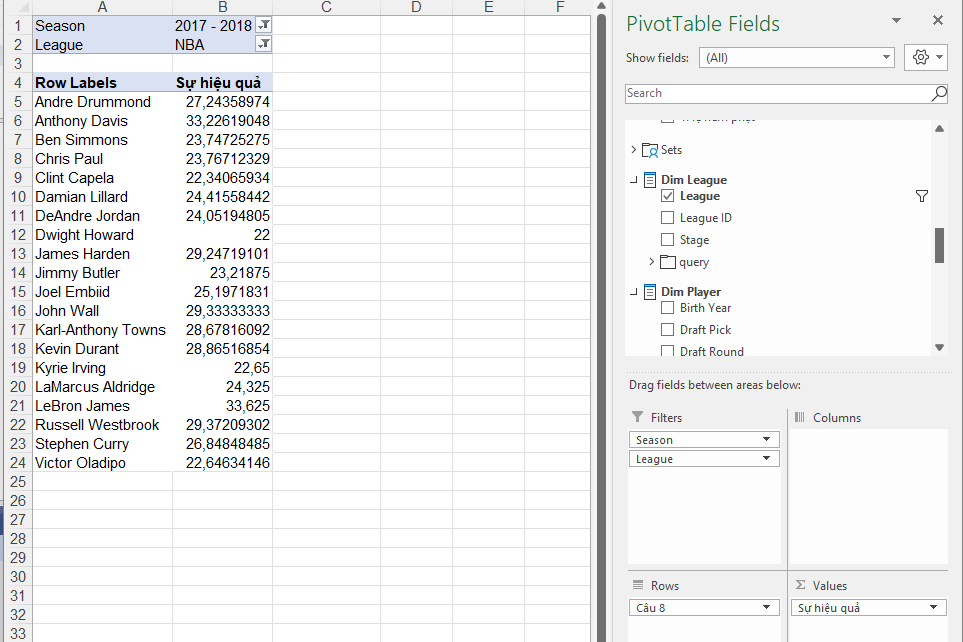 A B C D E F
1 Season 2017 - 2018
2 League NBA
3
4 Row Labels Sự hiệu quả
5 Andre Drummond 27,24358974
6 Anthony Davis 33,22619048
7 Ben Simmons 23,74725275
8 Chris Paul 23,76712329
9 Clint Capela 22,34065934
10 Damian Lillard 24,41558442
11 DeAndre Jordan 24,05194805
12 Dwight Howard 22
13 James Harden 29,24719101
14 Jimmy Butler 23,21875
15 Joel Embiid 25,1971831
16 John Wall 29,33333333
17 Karl-Anthony Towns 28,67816092
18 Kevin Durant 28,86516854
19 Kyrie Irving 22,65
20 LaMarcus Aldridge 24,325
21 LeBron James 33,625
22 Russell Westbrook 29,37209302
23 Stephen Curry 26,84848485
24 Victor Oladipo 22,64634146
25
26
27
28
29
30
31
32
33
PivotTable Fields
Show fields: (All)
Search
Sets
Dim League
League
League ID
Stage
query
Dim Player
Birth Year
Draft Pick
Draft Round
Drag fields between areas below:
Filters
Season
League
Columns
Rows
Câu 8
Σ Values
Sự hiệu quả